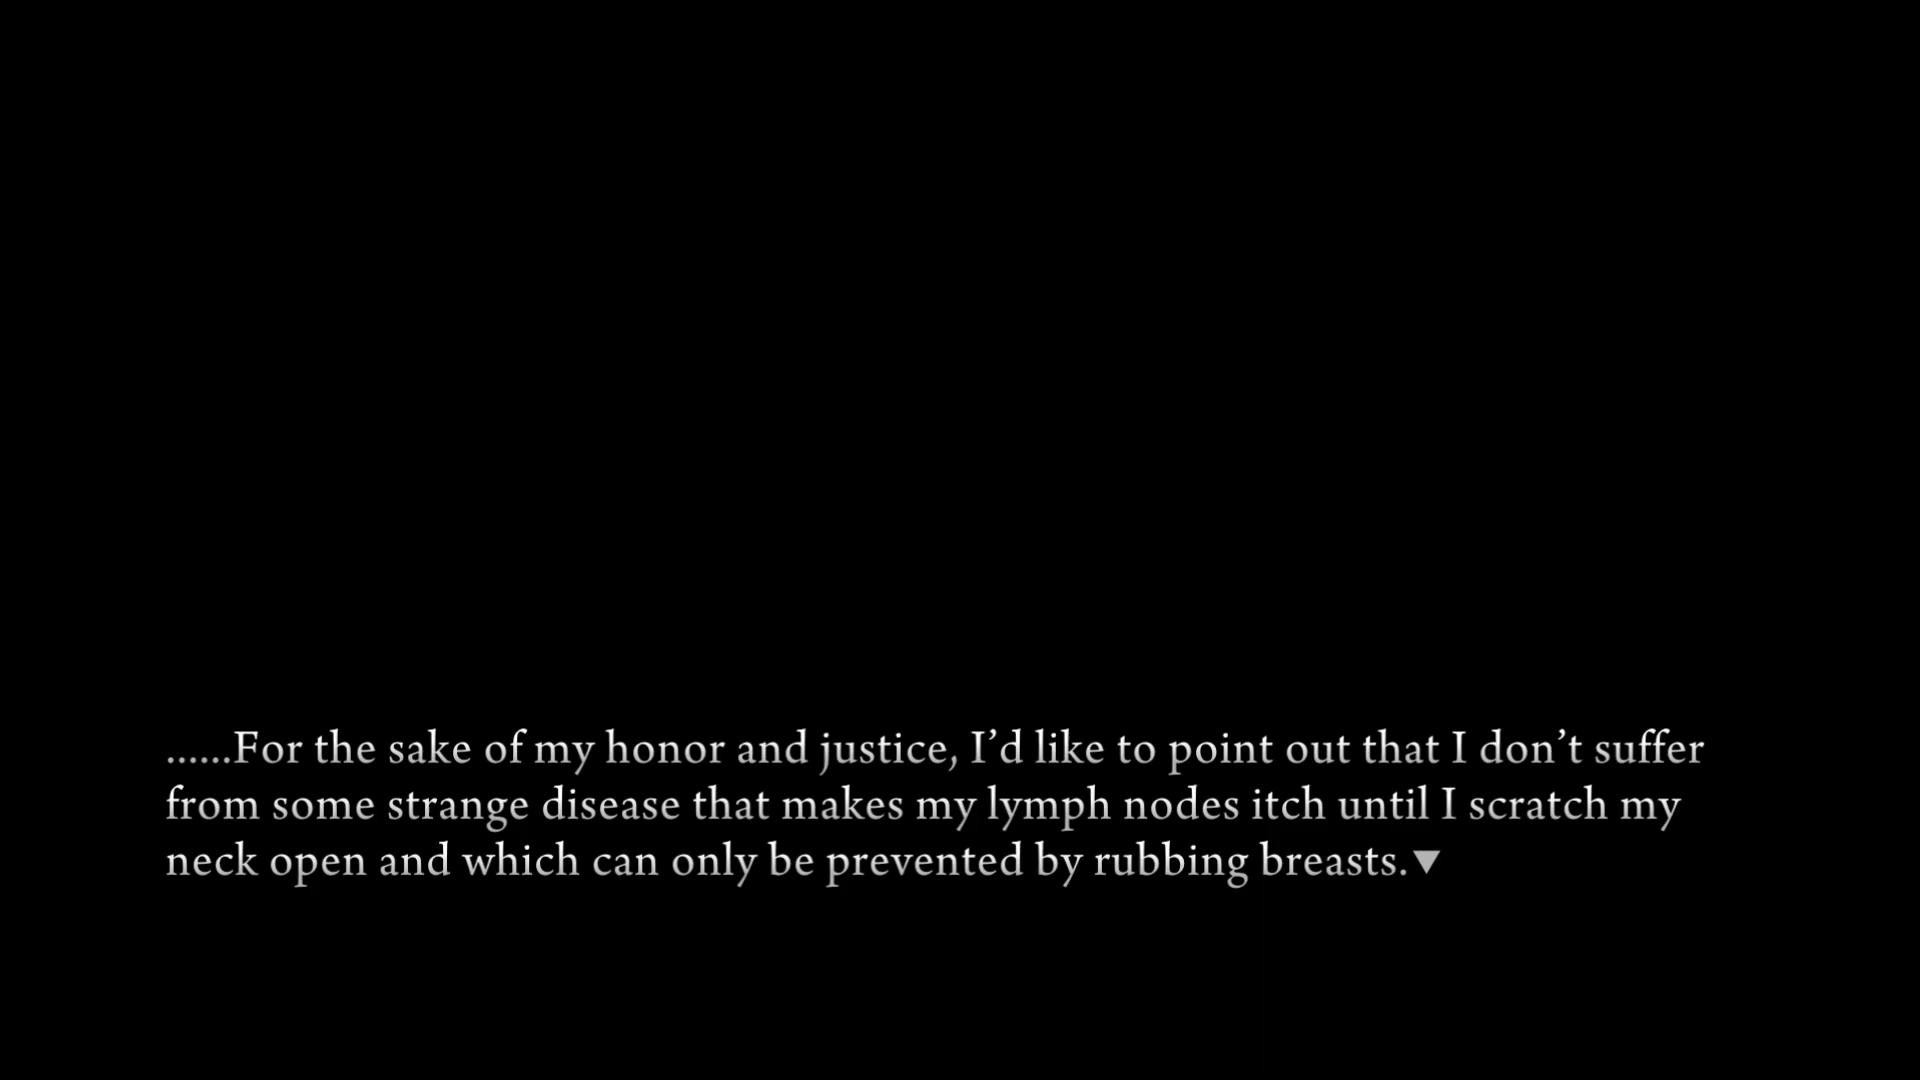 ......For the sake of my honor and justice, I’d like to point out that I don’t suffer
from some strange disease that makes my lymph nodes itch until I scratch my
neck open and which can only be prevented by rubbing breasts.▼